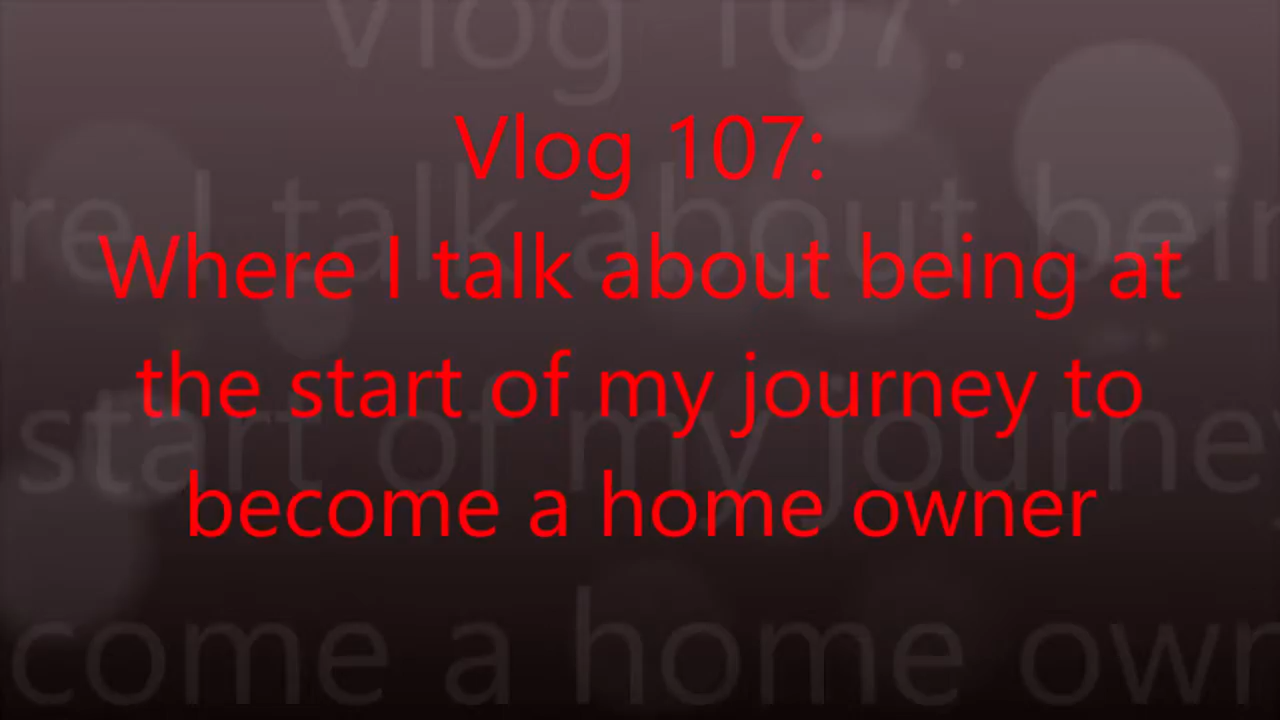 Vlog 107:
Where I talk about being at
the start of my journey to
become a home owner